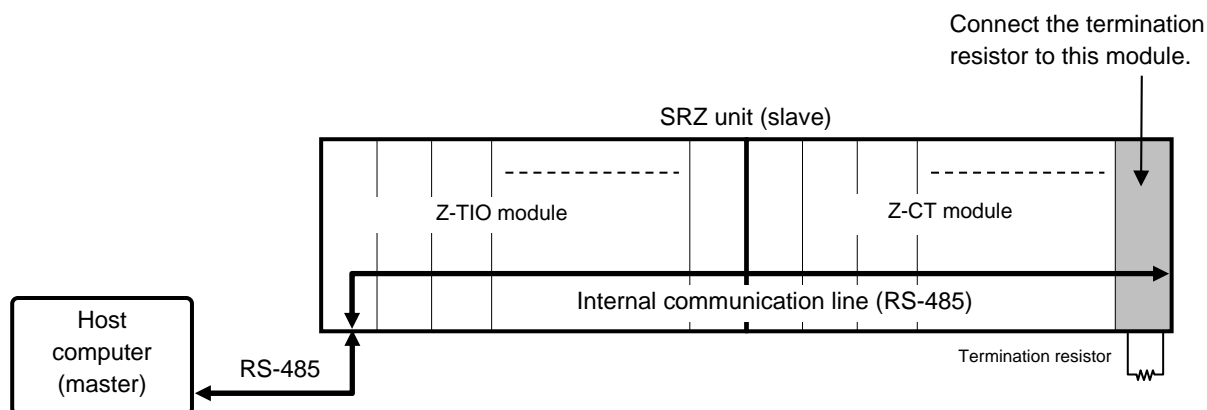 Connect the termination
resistor to this module.
SRZ unit (slave)
Z-TIO module
Z-CT module
Internal communication line (RS-485)
Host
computer
(master)
RS-485
Termination resistor